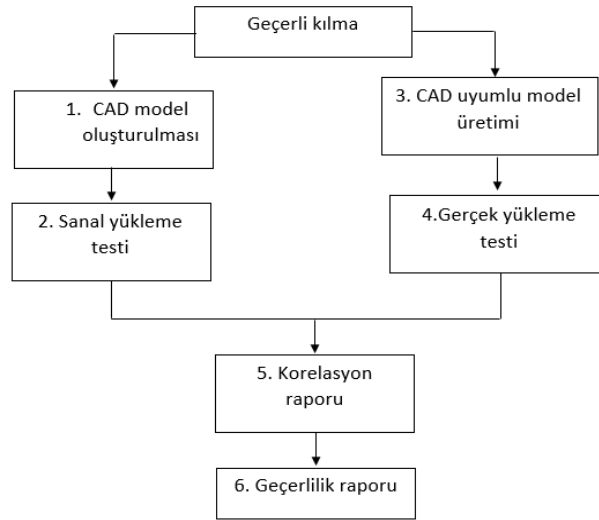 Geçerli kılma
1. CAD model
oluşturulması
3. CAD uyumlu model
üretimi
2. Sanal yükleme
testi
4.Gerçek yükleme
testi
5. Korelasyon
raporu
6. Geçerlilik raporu